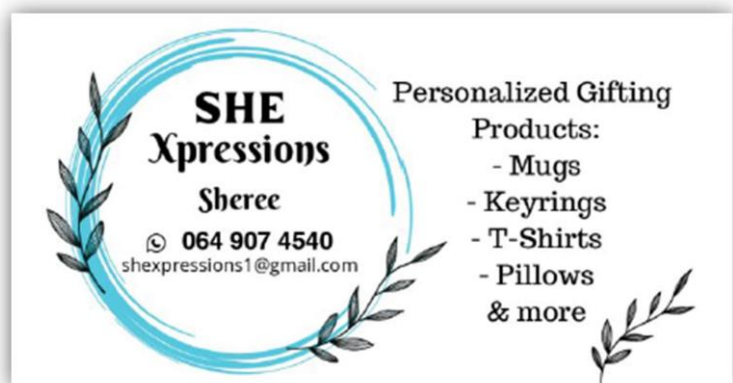 SHE
Xpressions
Sheree
064 907 4540
shexpressions1@gmail.com
Personalized Gifting
Products:
- Mugs
- Keyrings
- T-Shirts
- Pillows
& more